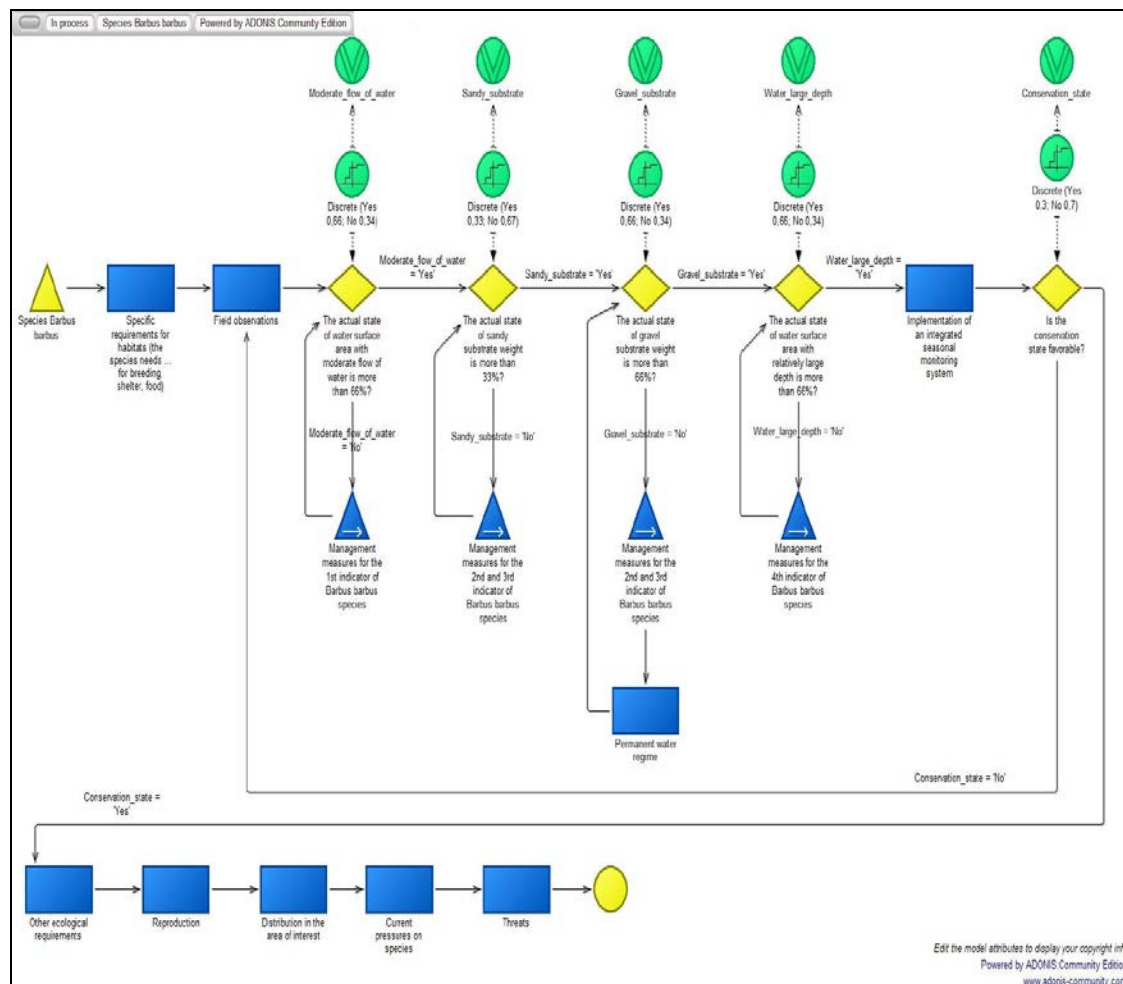 In process Species Barbus barbus Powered by ADONIS Community Edition
Moderate_flow_of_water
Sandy_substrate
Gravel_substrate
Water_large_depth
Conservation_state
Discrete (Yes
0,66; No 0,34)
Discrete (Yes
0,33; No 0,67)
Discrete (Yes
0,66; No 0,34)
Discrete (Yes
0,66; No 0,34)
Discrete (Yes
0.3; No 0,7)
Moderate_flow_of_water
= 'Yes'
Sandy_substrate = 'Yes'
Gravel_substrate = 'Yes'
Water_large_depth =
'Yes'
Species Barbus
barbus
Specific
requirements for
habitats (the
species needs ...
for breeding,
shelter, food)
Field observations
The actual state
of water surface
area with
moderate flow of
water is more
than 66%?
The actual state
of sandy
substrate weight
is more than
33%?
The actual state
of gravel
substrate weight
is more than
66%?
The actual state
of water surface
area with
relatively large
depth is more
than 66%?
Implementation of
an integrated
seasonal
monitoring
system
Is the
conservation
state favorable?
Moderate_flow_of_water
= 'No'
Sandy_substrate = 'No'
Gravel_substrate = 'No'
Water_large_depth = 'No'
Management
measures for the
1st indicator of
Barbus barbus
species
Management
measures for the
2nd and 3rd
indicator of
Barbus barbus
species
Management
measures for the
2nd and 3rd
indicator of
Barbus barbus
species
Management
measures for the
4th indicator of
Barbus barbus
species
Permanent water
regime
Conservation_state = 'No'
Conservation_state =
'Yes'
Other ecological
requirements
Reproduction
Distribution in the
area of interest
Current
pressures on
species
Threats
Edit the model attributes to display your copyright inf
Powered by ADONIS:Community Edition
www.adonis-community.com